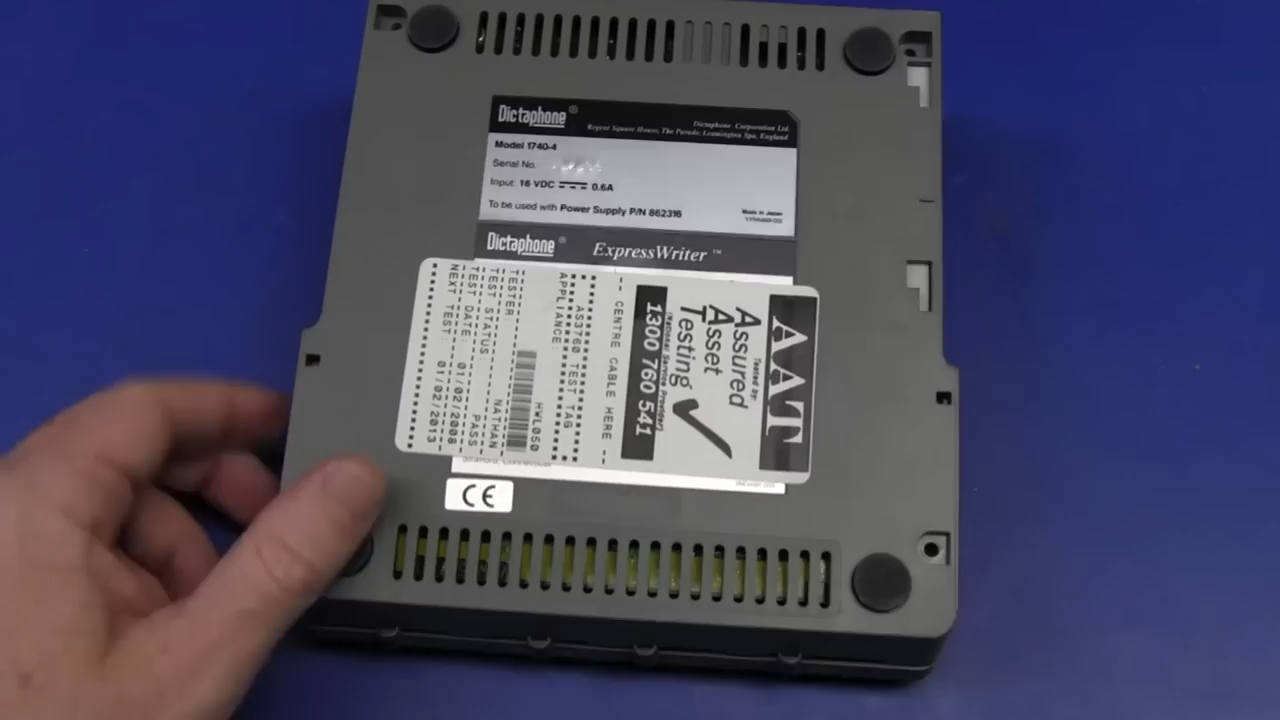 Dictaphone®
Dictaphone Corporation Ltd.
Regent Square House, The Parade, Leamington Spa, England
Model 1740-4
Serial No.
Input: 16 VDC 0.6A
To be used with Power Supply P/N 862316
Made in Japan
Dictaphone® ExpressWriter™
AAT
Tested by:
Assured
Asset
Testing
(National Service Provider)
1300 760 541
-- CENTRE CABLE HERE --
AS3760 TEST TAG
APPLIANCE:
HWL050
TESTER: NATHAN
TEST STATUS: PASS
TEST DATE: 01/02/2008
NEXT TEST: 01/02/2013
CE